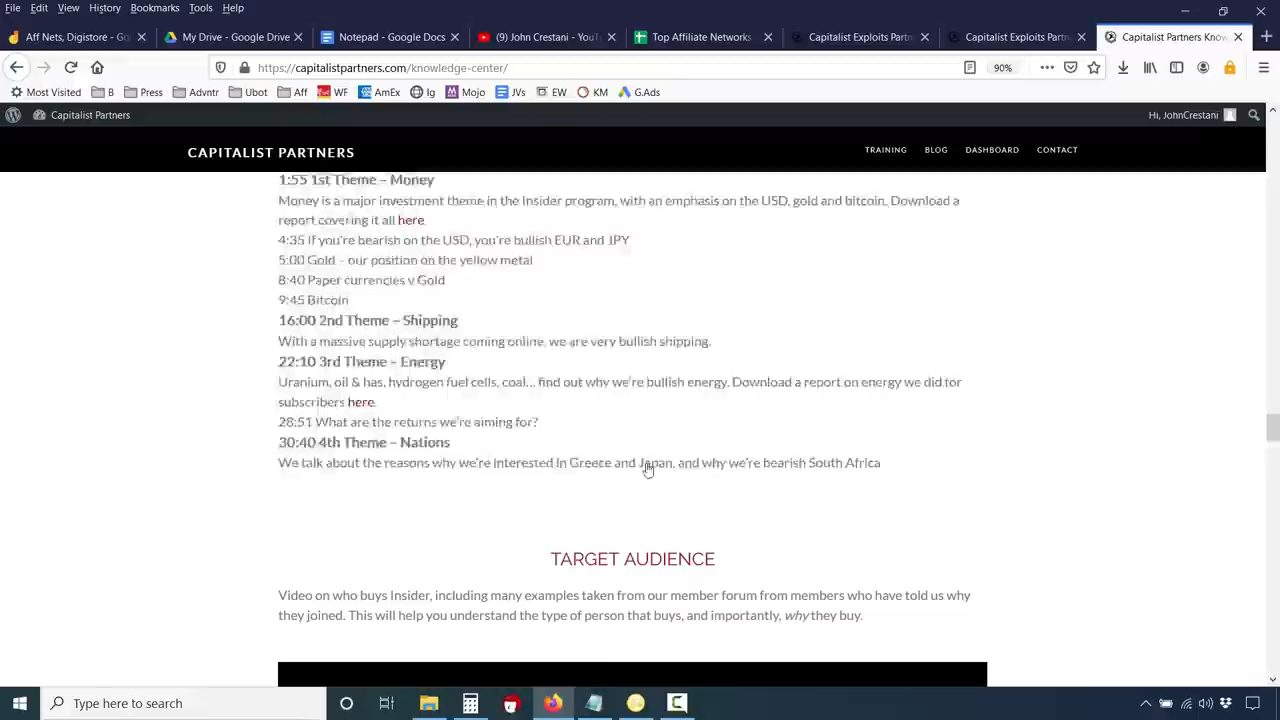 File Edit View History Bookmarks Tools Help
Aff Nets, Digistore - Go
My Drive - Google Drive
Notepad - Google Docs
(9) John Crestani - YouT
Top Affiliate Networks
Capitalist Exploits Partn
Capitalist Exploits Partn
Capitalist Partners Know
https://capitalistpartners.com/knowledge-center/
90%
Most Visited B Press Advntr Ubot Aff WF AmEx Ig Mojo JVs EW KM G.Ads
Capitalist Partners
Hi, JohnCrestani
CAPITALIST PARTNERS
TRAINING BLOG DASHBOARD CONTACT
1:55 1st Theme – Money
Money is a major investment theme in the Insider program, with an emphasis on the USD, gold and bitcoin. Download a
report covering it all here.
4:35 If you're bearish on the USD, you're bullish EUR and JPY
5:00 Gold – our position on the yellow metal
8:40 Paper currencies v Gold
9:45 Bitcoin
16:00 2nd Theme – Shipping
With a massive supply shortage coming online, we are very bullish shipping.
22:10 3rd Theme – Energy
Uranium, oil & has, hydrogen fuel cells, coal... find out why we're bullish energy. Download a report on energy we did for
subscribers here.
28:51 What are the returns we're aiming for?
30:40 4th Theme – Nations
We talk about the reasons why we're interested in Greece and Japan, and why we're bearish South Africa
TARGET AUDIENCE
Video on who buys Insider, including many examples taken from our member forum from members who have told us why
they joined. This will help you understand the type of person that buys, and importantly, why they buy.
Type here to search